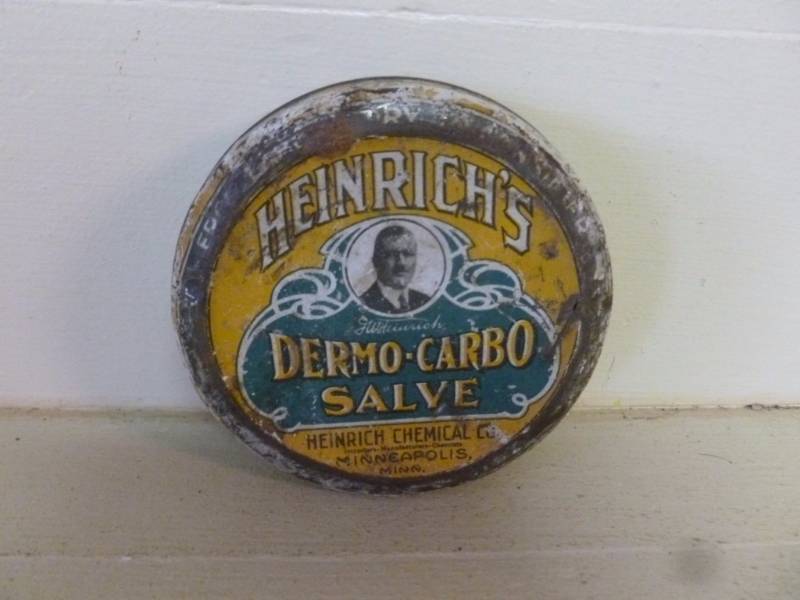 HEINRICH'S
DERMO-CARBO
SALVE
HEINRICH CHEMICAL CO.
MINNEAPOLIS,
MINN.